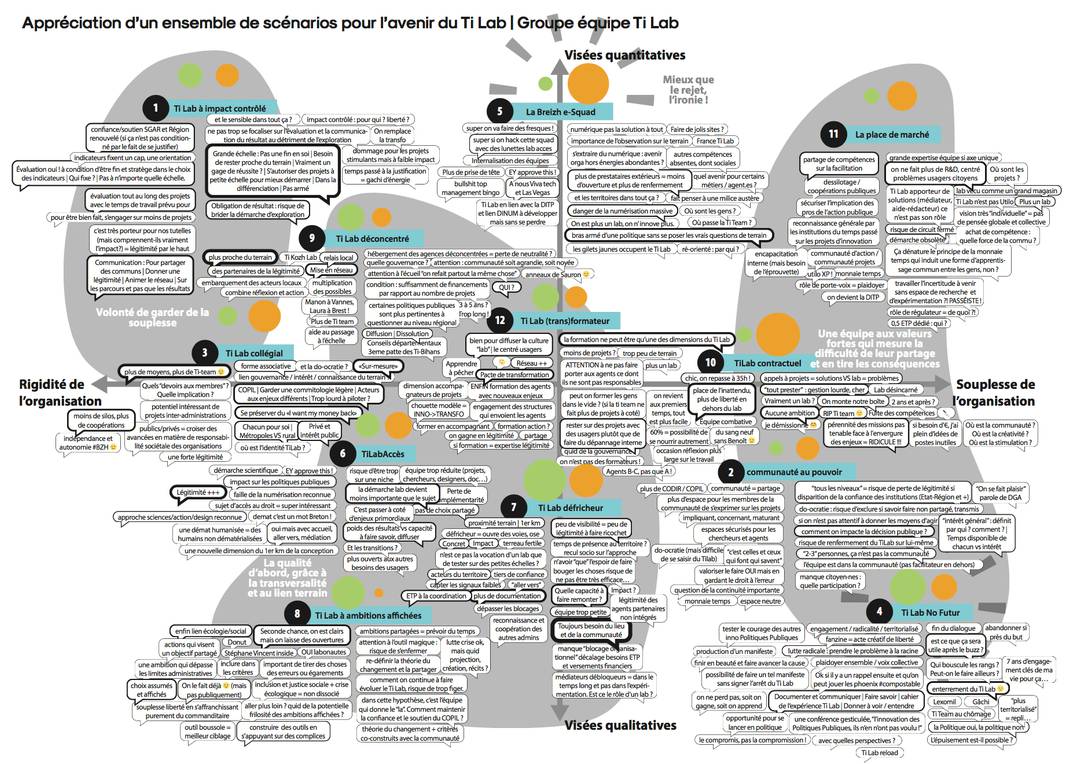 Appréciation d’un ensemble de scénarios pour l’avenir du Ti Lab | Groupe équipe Ti Lab
Visées quantitatives
Mieux que
le rejet,
l’ironie !
1
Ti Lab à impact contrôlé
et le sensible dans tout ça ?
impact contrôlé : pour qui ? liberté ?
confiance/soutien SGAR et Région
renouvelé (si ça n'est pas condition-
né par le fait de se justifier)
ne pas trop se focaliser sur l'évaluation et la communica-
tion du résultat au détriment de l'exploration
On remplace
la transfo
indicateurs fixent un cap, une orientation
Grande échelle : Pas une fin en soi | Besoin
de rester proche du terrain | Vraiment un
gage de réussite ? | S'autoriser des projets à
petite échelle pour mieux démarrer | Dans la
différenciation | Pas armé
dommage pour les projets
stimulants mais à faible impact
temps passé à la justification
= gachi d'énergie
Evaluation oui ! à condition d'être fin et stratège dans le choix
des indicateurs | Qui fixe ? | Pas à n'importe quelle échelle.
évaluation tout au long des projets
avec le temps de travail prévu pour
Obligation de résultat : risque de
brider la démarche d'exploration
pour être bien fait, s'engager sur moins de projets
c'est très porteur pour nos tutelles
(mais comprennent-ils vraiment
l'impact?) = légitimité par le haut
Communication : Pour partager
des communs | Donner une
légitimité | Animer le réseau | Sur
les parcours et pas que les résultats
Volonté de garder de la
souplesse
5
La Breizh e-Squad
super on va faire des fresques !
super si on hack cette squad
avec des lunettes lab acces
Internalisation des équipes
Plus de prise de tête
EY approve this !
bullshit top
management bingo
A nous Viva tech
et Las Vegas
Ti Lab en lien avec la DITP
et lien DINUM à développer
mais sans se perdre
numérique pas la solution à tout
Faire de jolis sites ?
importance de l'observation sur le terrain
France Ti Lab
s'extraire du numérique : avenir
orga hors énergies abondantes ?
autres compétences
absentes, dont sociales
plus de prestataires extérieurs = moins
d'ouverture et plus de renfermement
quel avenir pour certains
métiers / agent.es ?
et les territoires dans tout ça ?
fait penser à une milice austère
danger de la numérisation massive
Où sont les gens ?
On est plus un lab, on n'innove plus.
Où passe la Ti Team ?
bras armé d'une politique sans se poser les vrais questions de terrain
les gilets jaunes occupent le Ti Lab
ré-orienté : par qui ?
11
La place de marché
partage de compétences
sur la facilitation
désilotage /
coopérations publiques
sécurise l'implication des
pros de l'action publique
reconnaissance générale par
les institutions du temps passé
sur les projets d'innovation
communauté d'action /
communauté projets
encapacitation
interne (mais besoin
de l'éprouvette)
monnaie temps
rôle de porte-voix = plaidoyer
on devient la DITP
grande expertise équipe si axe unique
on ne fait plus de R&D, centré
problèmes usagers citoyens
Où sont les
projets ?
Ti Lab apporteur de
solutions (médiateur,
aide-rédacteur) ce
n'est pas son rôle
lab vécu comme un grand magasin
Ti Lab n'est pas Utilo
Plus un lab
vision très "individuelle" = pas
de pensée globale et créative
risque de circuit fermé
démarche obsolète
achat de compétence :
quelle force de la commu ?
Ça dénature le principe de la monnaie
temps qui induit une forme d'apprentis-
sage commun entre les gens, non ?
travailler l'incertitude à venir
sans espace de recherche et
d'expérimentation ?! PASSÉISTE !
rôle de régulateur = de quoi ?!
0,5 ETP dédié : qui ?
9
Ti Lab déconcentré
plus proche du terrain
Ti Kozh Lab
relais local
des partenaires de la légitimité
Mise en réseau
embarquement des acteurs locaux
combine réflexion et action
multiplication
des possibles
Manon à Vannes,
Laura à Brest !
Plus de Ti team
aide au passage
à l'échelle
hébergement des agences déconcentrées = perte de neutralité ?
quelle gouvernance ?
attention : communauté soit agrandie, soit noyée
attention à l'écueil "on refait partout la même chose"
anneaux de Sauron
condition : suffisamment de financements
par rapport au nombre de projets
QUI ?
certaines politiques publiques
sont plus pertinentes à
questionner au niveau régional
3 à 5 ans ?
Trop long !
Diffusion
Dissolution
Conseils départementaux
3eme patte des Ti-Bihans
12
Ti Lab (trans)formateur
bien pour diffuser la culture
"lab" | le centré usagers
Apprendre
à pêcher
Réseau ++
Pacte de transformation
dimension accompa-
gnateurs de projets
formation des agents
avec nouveaux enjeux
chouette modèle =
INNO->TRANSFO
engagement des structures
qui envoient les agents
former en accompagnant
formation action ?
on gagne en légitimité
partage
si formations certifiantes = légitimité
la formation ne peut être qu'une des dimensions du Ti Lab
moins de projets ?
trop peu de terrain
plus un lab
ATTENTION à ne pas faire
porter aux agents ce dont
ils ne sont pas responsables
peut on former les gens
dans le vide ? (si la ti team ne
fait plus de projets à coté)
on revient
aux premiers
temps, tout
est plus facile
rester sur des projets avec
des usagers plutôt que de
former à bras raccourcis
60% = possibilité de
se nourrir autrement
quid de la gouvernance
occasion réflexion plus
large sur le travail
on n'est pas des formateurs !
Agents B-C, pas que A !
3
Ti Lab collégial
plus de moyens, plus de Ti-team
forme associative
et la do-cratie ?
«Sur-mesure»
lien gouvernance / intérêt / connaissance du terrain
Quels "devoirs aux membres"?
Quelle implication ?
COPIL | Garder une commitologie légère | Acteurs
aux enjeux différents | Trop lourd à piloter ?
potentiel intéressant de
projets inter-administrations
Se préserver du «I want my money back»
moins de silos, plus
de coopérations
publics/privés = croiser des
avancées en matière de responsabi-
lité sociétale des organisations
Chacun pour soi
Métropoles VS rural
Privé et
intérêt public
indépendance et
autonomie #BZH
où est l'identité TiLab ?
une forte légitimité
Rigidité de
l’organisation
Souplesse de
l’organisation
10
TiLab contractuel
Une équipe aux valeurs
fortes qui mesure la
difficulté de leur partage
et en tire les conséquences
chic, on repasse à 35h !
appels à projets = solutions VS lab = problèmes
place de l'inattendu,
plus de liberté en
dehors du lab
"tout prester" : gestion lourde, cher
Lab désincarné
Vraiment un lab ?
On monte notre boîte
2 ans et après ?
Aucune ambition
RIP Ti team
Fuite des compétences
Equipe combative
je démissionne
du sang neuf
sans Benoît
pérennité des missions pas
tenable face à l'envergure
des enjeux = RIDICULE !!!
si besoin d'€, j'ai
plein d'idées de
postes inutiles
Où est la communauté ?
Où est la créativité ?
Où est la stimulation ?
6
TiLabAccès
démarche scientifique
EY approve this !
impact sur les politiques publiques
Légitimité +++
faille de la numérisation reconnue
sujet d'accès au droit = super intéressant
approche sciences/action/design reconnue
demat c'est un mot Breton !
une démat humanisée = des
humains non dématérialisées
oui mais avec accueil,
aller vers, médiation
une nouvelle dimension du 1er km de la conception
risque d'être trop
sur une niche
équipe trop réduite (projets,
chercheurs, designers, doc…)
la démarche lab devient
moins importante que le sujet
Perte de
complémentarité
C'est passer à coté
d'enjeux primordiaux
pas de choix partagé
poids des résultats vs capacité
à faire savoir, diffuser
Et les transitions ?
plus ouverts aux autres
besoins des usagers
La qualité
d’abord, grâce à
la transversalité
et au lien terrain
7
Ti Lab défricheur
proximité terrain | 1er km
défricheur = ouvre des voies, ose
Concret
Impact
terreau fertile
n'est ce pas la vocation d'un lab que
de tester sur des petites échelles ?
acteurs du territoire
tiers de confiance
capter les signaux faibles
"aller vers"
ETP à la coordination
plus de documentation
dépasser les blocages
reconnaissance et
coopération des
autres admins
peu de visibilité = peu de
légitimité à faire ricochet
temps de présence au territoire ?
recul socio sur l'approche
n'avoir "que" l'espoir de faire
bouger les choses risque de
ne pas être très efficace…
Quelle capacité à
faire remonter ?
Impact ?
équipe trop petite
légitimité des
agents partenaires
non intégrés
Toujours besoin du lieu
et de la communauté
manque "blocage organisa-
tionnel" décalage besoins ETP
et versements financiers
médiateurs débloqueurs = dans le
temps long et pas dans l'expéri-
mentation. Est ce le rôle d'un lab ?
2
communauté au pouvoir
plus de CODIR / COPIL
communauté = partage
plus d'espace pour les membres de la
communauté de s'exprimer sur les projets
impliquant, concernant, maturant
espaces sécurisés pour les
chercheurs et agents
do-cratie (mais difficile
de se saisir du Tilab)
"c'est celles et ceux
qui font qui savent"
valoriser le faire OUI mais en
gardant le droit à l'erreur
question de la continuité importante
monnaie temps
espace neutre
"tous les niveaux"= risque de perte de légitimité si
disparition de la confiance des institutions (Etat-Région et +)
"On se fait plaisir"
parole de DGA
do-cratie : risque d'exclure si savoir faire non partagé, transmis
si on n'est pas attentif à donner les moyens d'agir
comment on impacte la décision publique ?
"Intérêt général" : définit
par qui ? comment ? |
Temps disponible de
chacun vs intérêt
risque de renfermement du TiLab sur lui-même
"2-3" personnes, ça n'est pas la communauté
l'équipe est dans la communauté (pas facilitateur en dehors)
manque citoyen·nes :
quelle participation ?
8
Ti Lab à ambitions affichées
enfin lien écologie/social
Seconde chance, on est clairs
mais on laisse des ouvertures
actions qui visent
un objectif partagé
Donut
Stéphane Vincent inside
OUI labonautes
une ambition qui dépasse
les limites administratives
inclure dans
critères
important de tirer des choses
des erreurs ou égarements
choix assumés
et affichés
On le fait déjà (mais
pas publiquement)
inclusion et justice sociale + crise
écologique = non dissocié
souplesse liberté en s'affranchissant
purement du commanditaire
aller plus loin ? quid de la potentielle
frilosité des ambitions affichées ?
outil boussole =
meilleur ciblage
construire des outils en
s'appuyant sur des complices
ambitions partagées = prévoir du temps
attention à l'outil magique :
risque de s'enfermer
lutte crise ok,
mais quid
projection,
création, récits ?
re-définir la théorie du
changement et la partager
comment on continue à faire
évoluer le Ti Lab, risque de trop figer.
dans cette hypothèse, c'est l'équipe
qui donne le "la". Comment maintenir
la confiance et le soutien du COPIL ?
théorie du changement + critères
co-construits avec la communauté
Visées qualitatives
4
Ti Lab No Futur
tester le courage des autres
inno Politiques Publiques
engagement / radicalité / territorialisé
fanzine = acte créatif de liberté
production d'un manifeste
lutte radicale : prendre le problème à la racine
finir en beauté et faire avancer la cause
plaidoyer ensemble / voix collective
possibilité de faire un tel manifeste
sans signer l'arrêt du Ti Lab
Ok si il y a un rappel ensuite et qu'on
peut jouer les phoenix incorruptible
on ne perd pas, soit on
gagne, soit on apprend
Documenter et communiquer | Faire savoir | cahier
de l'expérience Ti Lab | Donner à voir / entendre
opportunité pour se
lancer en politique
une conférence gesticulée, "l'innovation des
Politiques Publiques, ils n'en n'ont pas voulu !"
le compromis, pas la compromission !
avec quelles perspectives ?
Ti Lab reload
fin du dialogue
abandonner si
près du but
est ce que ça sera
utile après le buzz ?
Qui bouscule les rangs ?
Peut-on le faire ailleurs ?
7 ans d'engage-
ment clés de ma
vie pour ça…
enterrement du Ti Lab
Lexomil
Gâchi
"plus
territorialisé"
= repli…
Ti Team au chômage
la Politique oui, la politique non
L'épuisement est-il possible ?